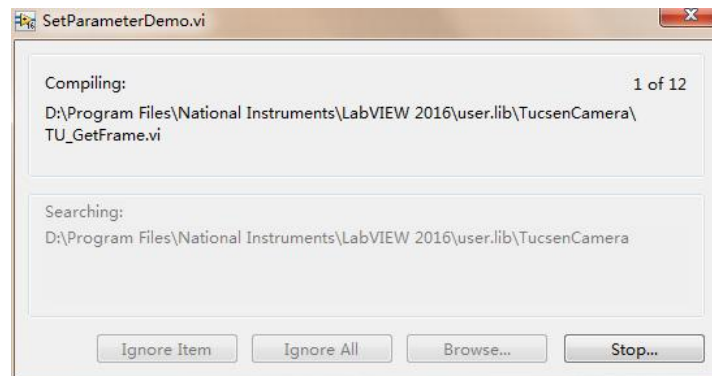 SetParameterDemo.vi
Compiling: 1 of 12
D:\Program Files\National Instruments\LabVIEW 2016\user.lib\TucsenCamera\
TU_GetFrame.vi
Searching:
D:\Program Files\National Instruments\LabVIEW 2016\user.lib\TucsenCamera
Ignore Item Ignore All Browse... Stop...